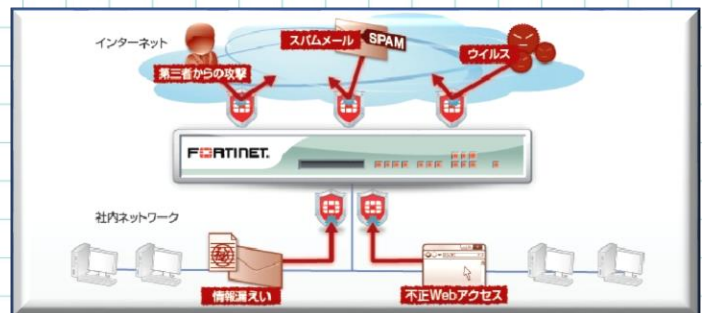 インターネット
スパムメール
SPAM
ウイルス
第三者からの攻撃
FORTINET
社内ネットワーク
情報漏えい
不正Webアクセス